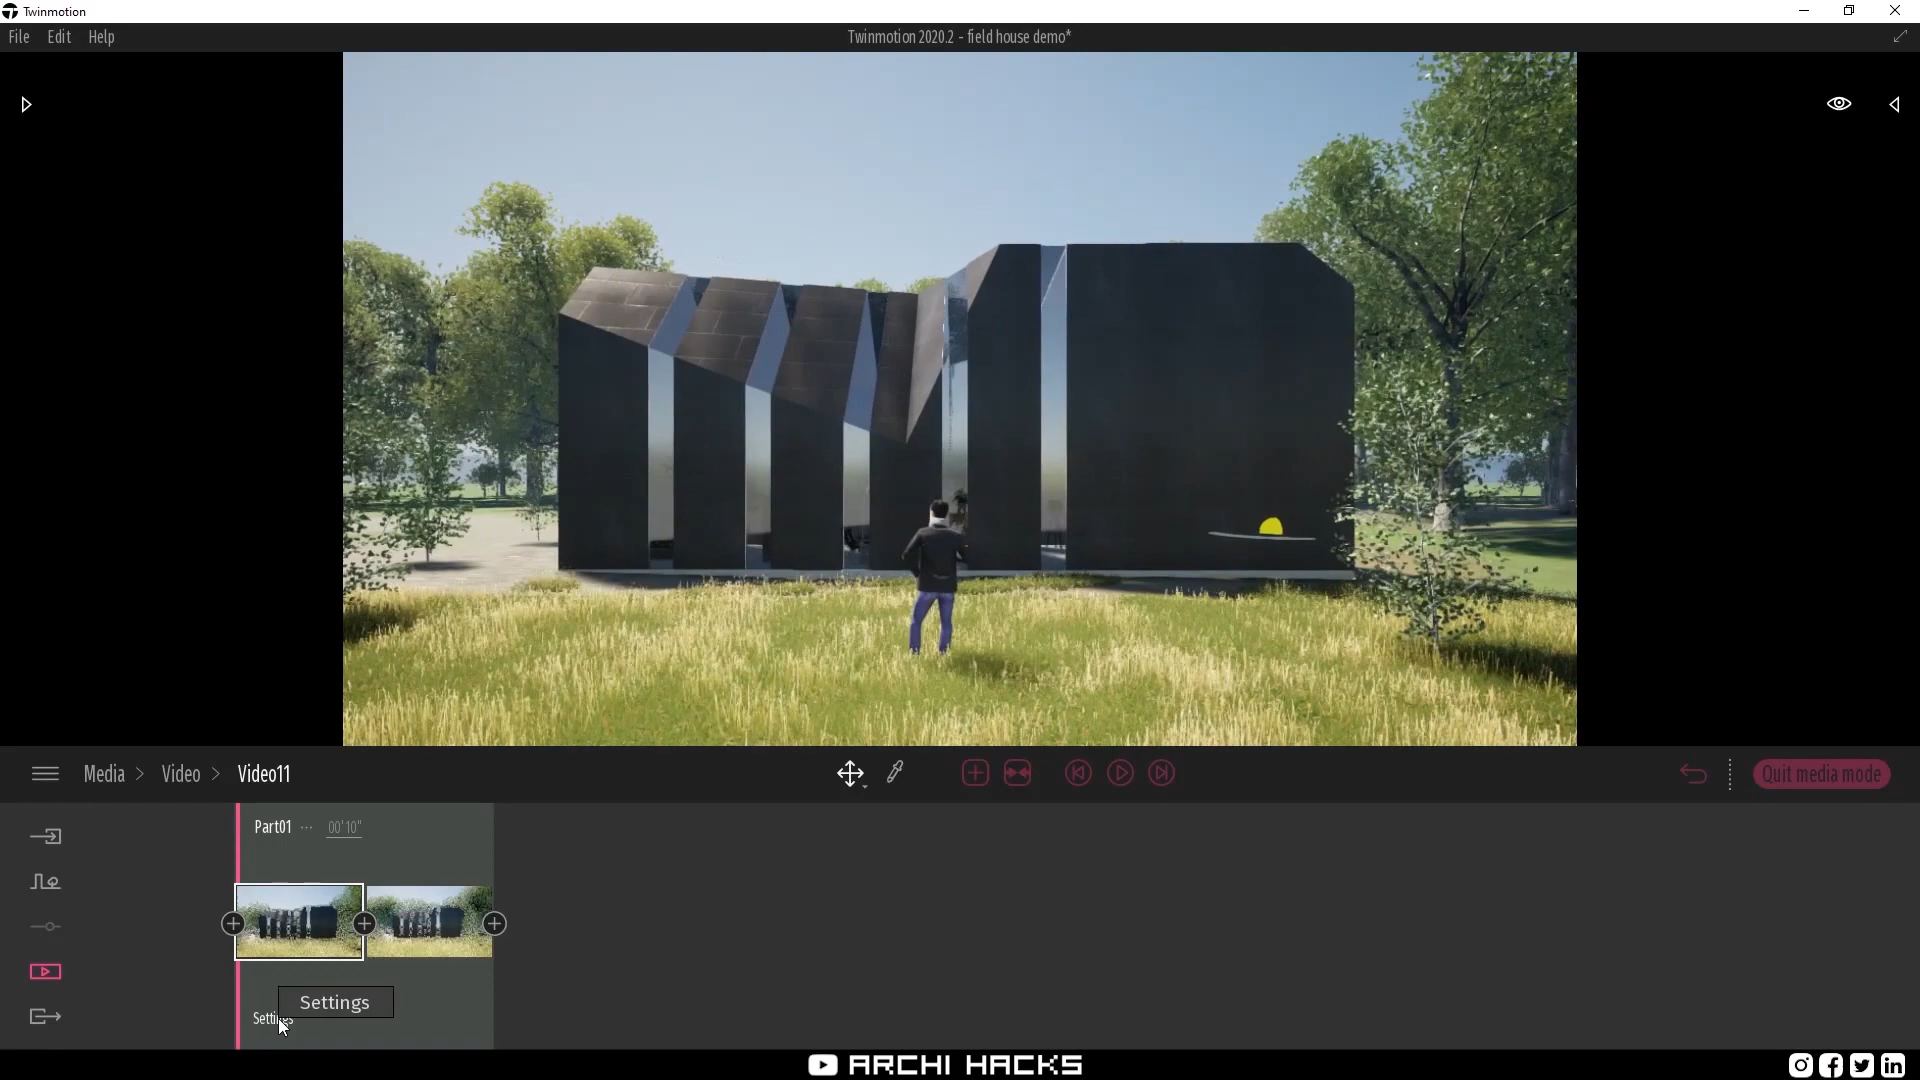 Twinmotion
File Edit Help
Twinmotion 2020.2 - field house demo*
Media > Video > Video11
Quit media mode
Part01 ··· 00'10"
Settings
Settings
ARCHI HACKS